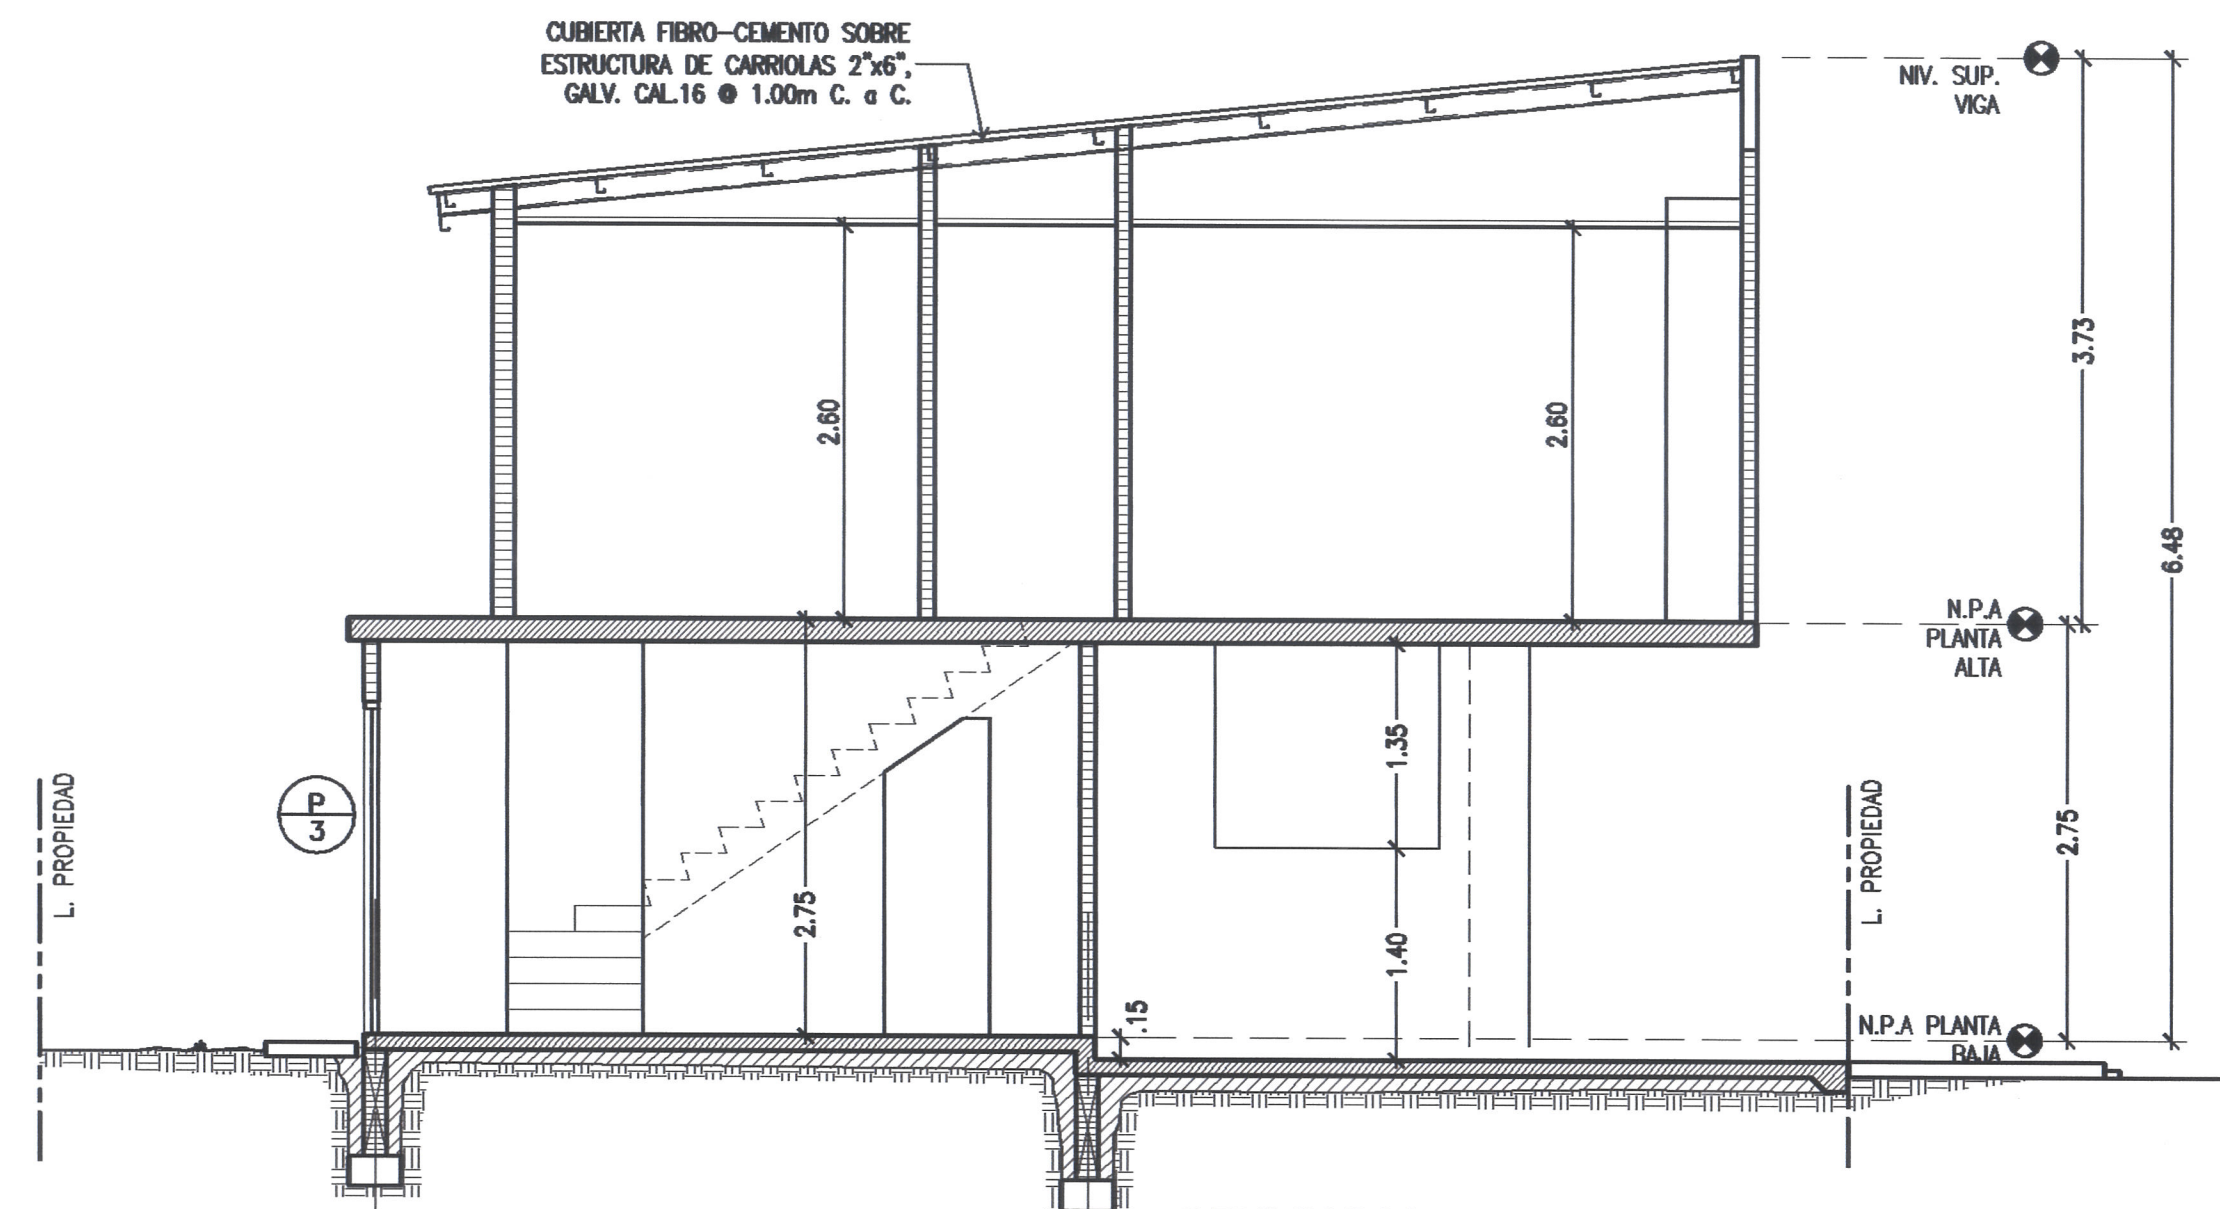 CUBIERTA FIBRO-CEMENTO SOBRE
ESTRUCTURA DE CARRIOLAS 2"x6",
GALV. CAL.16 @ 1.00m C. a C.
NIV. SUP.
VIGA
3.73
6.48
2.60
2.60
N.P.A
PLANTA
ALTA
1.35
2.75
P
3
L. PROPIEDAD
L. PROPIEDAD
2.75
1.40
.15
N.P.A PLANTA
BAJA